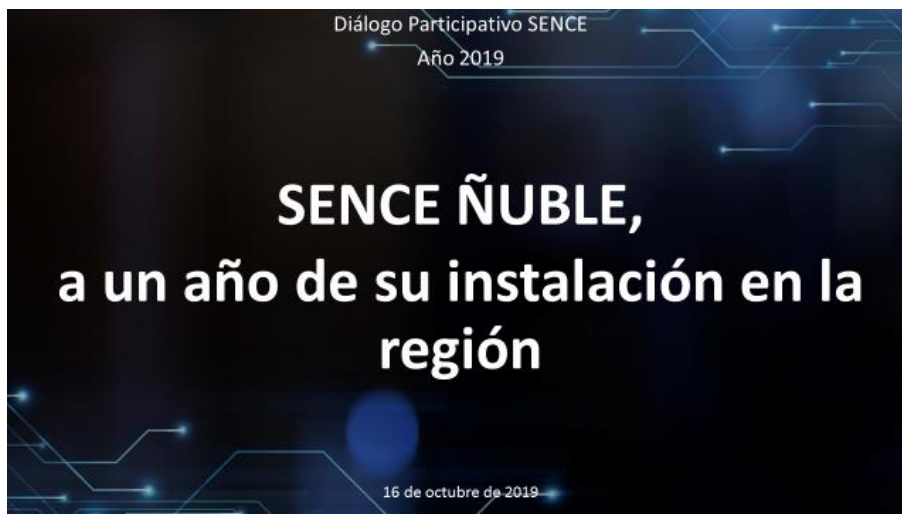 Diálogo Participativo SENCE
Año 2019
SENCE ÑUBLE,
a un año de su instalación en la
región
16 de octubre de 2019